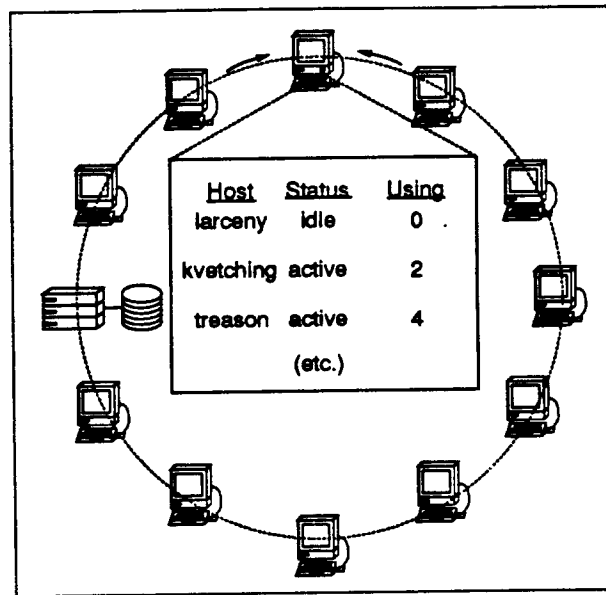 Host Status Using
larceny idle 0
kvetching active 2
treason active 4
(etc.)